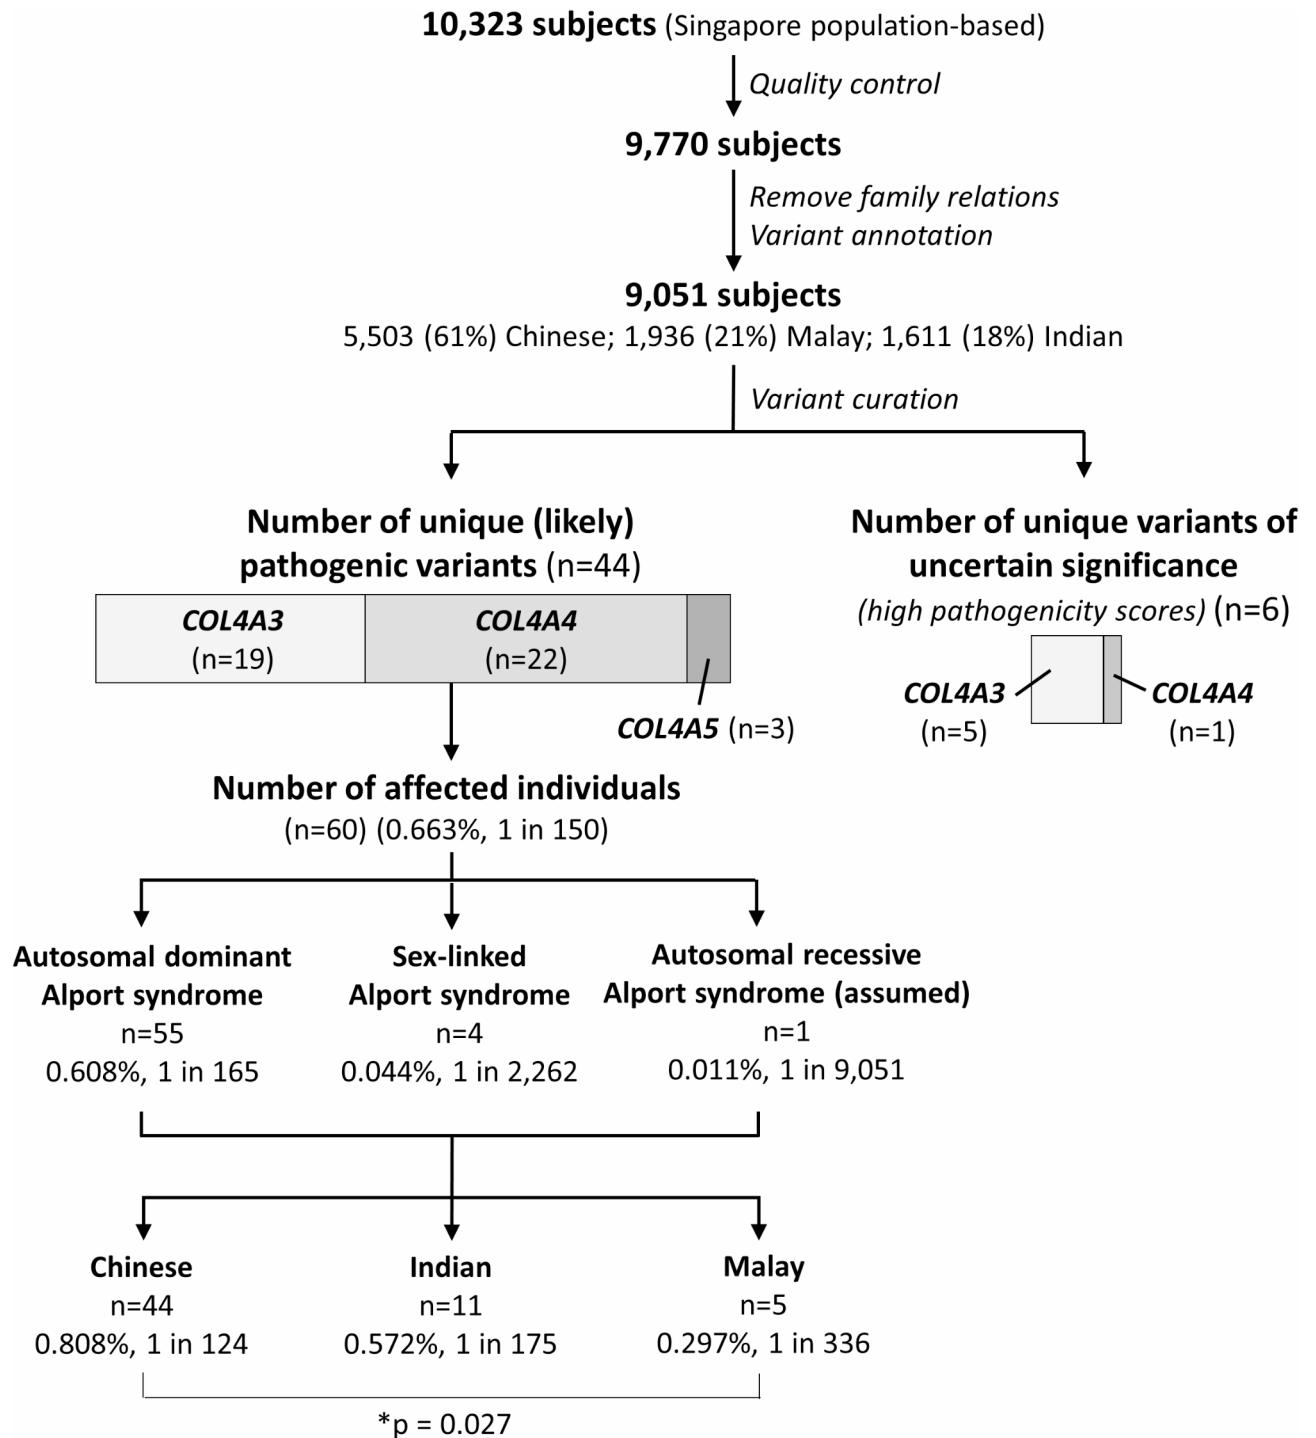 10,323 subjects (Singapore population-based)
Quality control
9,770 subjects
Remove family relations
Variant annotation
9,051 subjects
5,503 (61%) Chinese; 1,936 (21%) Malay; 1,611 (18%) Indian
Variant curation
Number of unique (likely)
pathogenic variants (n=44)
COL4A3
(n=19)
COL4A4
(n=22)
COL4A5 (n=3)
Number of unique variants of
uncertain significance
(high pathogenicity scores) (n=6)
COL4A3
(n=5)
COL4A4
(n=1)
Number of affected individuals
(n=60) (0.663%, 1 in 150)
Autosomal dominant
Alport syndrome
n=55
0.608%, 1 in 165
Sex-linked
Alport syndrome
n=4
0.044%, 1 in 2,262
Autosomal recessive
Alport syndrome (assumed)
n=1
0.011%, 1 in 9,051
Chinese
n=44
0.808%, 1 in 124
Indian
n=11
0.572%, 1 in 175
Malay
n=5
0.297%, 1 in 336
*p = 0.027